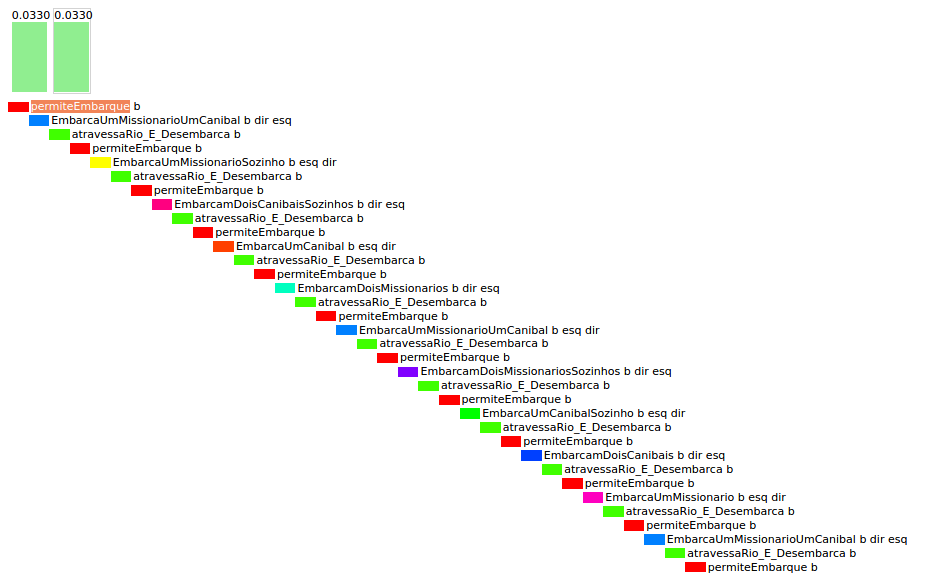 0.0330 0.0330
permiteEmbarque b
EmbarcaUmMissionarioUmCanibal b dir esq
atravessaRio_E_Desembarca b
permiteEmbarque b
EmbarcaUmMissionarioSozinho b esq dir
atravessaRio_E_Desembarca b
permiteEmbarque b
EmbarcamDoisCanibaisSozinhos b dir esq
atravessaRio_E_Desembarca b
permiteEmbarque b
EmbarcaUmCanibal b esq dir
atravessaRio_E_Desembarca b
permiteEmbarque b
EmbarcamDoisMissionarios b dir esq
atravessaRio_E_Desembarca b
permiteEmbarque b
EmbarcaUmMissionarioUmCanibal b esq dir
atravessaRio_E_Desembarca b
permiteEmbarque b
EmbarcamDoisMissionariosSozinhos b dir esq
atravessaRio_E_Desembarca b
permiteEmbarque b
EmbarcaUmCanibalSozinho b esq dir
atravessaRio_E_Desembarca b
permiteEmbarque b
EmbarcamDoisCanibais b dir esq
atravessaRio_E_Desembarca b
permiteEmbarque b
EmbarcaUmMissionario b esq dir
atravessaRio_E_Desembarca b
permiteEmbarque b
EmbarcaUmMissionarioUmCanibal b dir esq
atravessaRio_E_Desembarca b
permiteEmbarque b